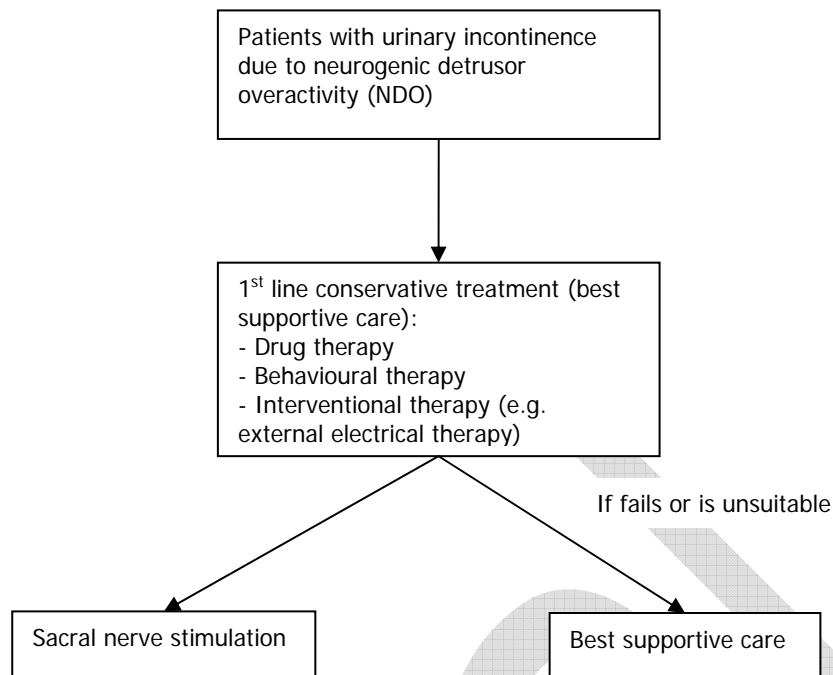 Patients with urinary incontinence
due to neurogenic detrusor
overactivity (NDO)
1st line conservative treatment (best
supportive care):
- Drug therapy
- Behavioural therapy
- Interventional therapy (e.g.
external electrical therapy)
If fails or is unsuitable
Sacral nerve stimulation
Best supportive care